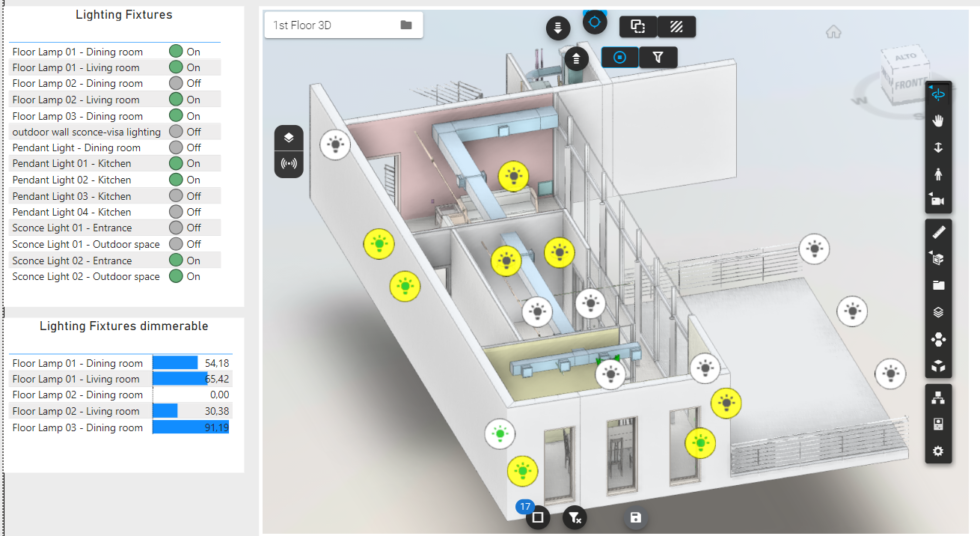 Lighting Fixtures
Floor Lamp 01 - Dining room On
Floor Lamp 01 - Living room On
Floor Lamp 02 - Dining room Off
Floor Lamp 02 - Living room On
Floor Lamp 03 - Dining room On
outdoor wall sconce-visa lighting Off
Pendant Light - Dining room Off
Pendant Light 01 - Kitchen On
Pendant Light 02 - Kitchen On
Pendant Light 03 - Kitchen Off
Pendant Light 04 - Kitchen Off
Sconce Light 01 - Entrance Off
Sconce Light 01 - Outdoor space Off
Sconce Light 02 - Entrance On
Sconce Light 02 - Outdoor space On
Lighting Fixtures dimmerable
Floor Lamp 01 - Dining room 54,18
Floor Lamp 01 - Living room 65,42
Floor Lamp 02 - Dining room 0,00
Floor Lamp 02 - Living room 30,38
Floor Lamp 03 - Dining room 91,19
1st Floor 3D
ALTO
FRONT
17